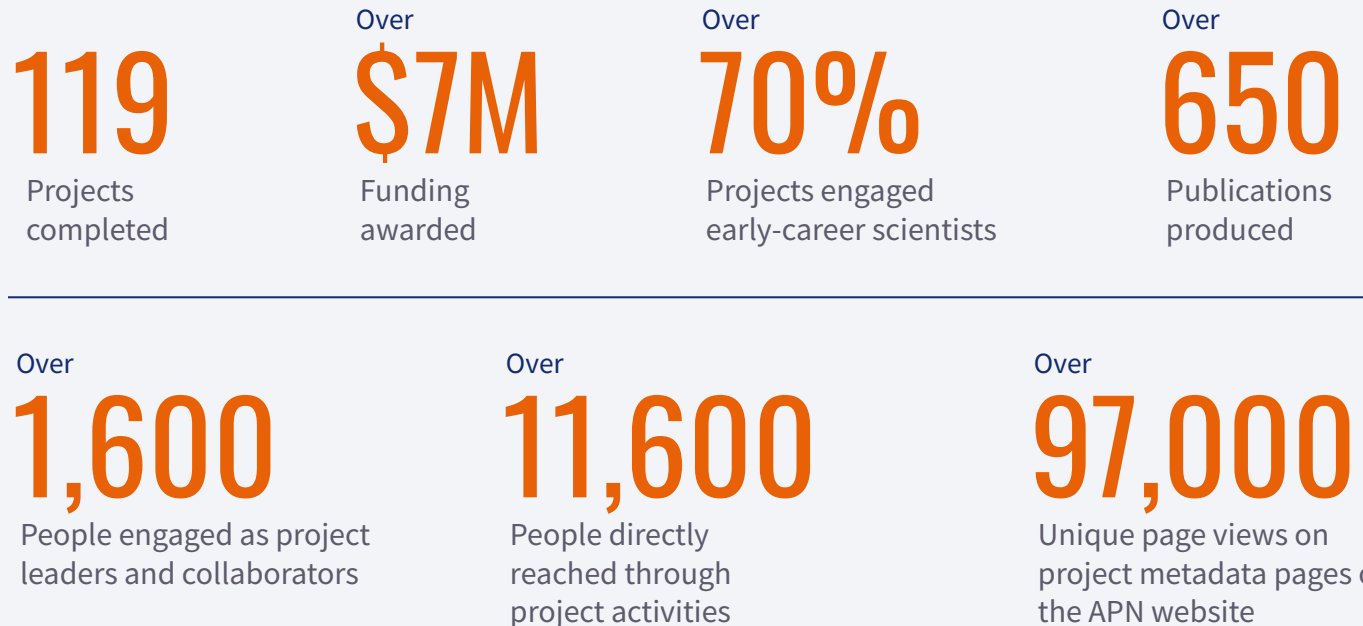 119
Projects
completed
Over
$7M
Funding
awarded
Over
70%
Projects engaged
early-career scientists
Over
650
Publications
produced
Over
1,600
People engaged as project
leaders and collaborators
Over
11,600
People directly
reached through
project activities
Over
97,000
Unique page views on
project metadata pages
the APN website